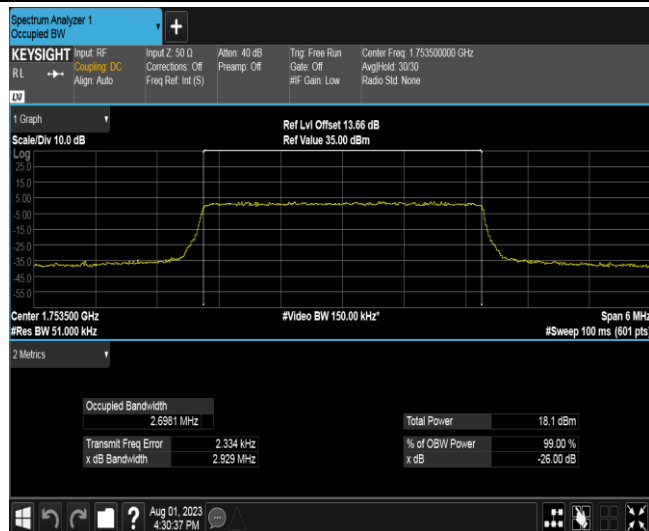 Spectrum Analyzer 1
Occupied BW
+
KEYSIGHT
RL
LXI
Input: RF
Coupling: DC
Align: Auto
Input Z: 50 Ω
Corrections: Off
Freq Ref: Int (S)
Atten: 40 dB
Preamp: Off
Trig: Free Run
Gate: Off
#IF Gain: Low
Center Freq: 1.753500000 GHz
Avg|Hold: 30/30
Radio Std: None
1 Graph
Scale/Div 10.0 dB
Ref Lvl Offset 13.66 dB
Ref Value 35.00 dBm
Log
25.0
15.0
5.00
-5.00
-15.0
-25.0
-35.0
-45.0
-55.0
Center 1.753500 GHz
#Res BW 51.000 kHz
#Video BW 150.00 kHz*
Span 6 MHz
#Sweep 100 ms (601 pts)
2 Metrics
Occupied Bandwidth
2.6981 MHz
Total Power 18.1 dBm
Transmit Freq Error 2.334 kHz
% of OBW Power 99.00 %
x dB Bandwidth 2.929 MHz
x dB -26.00 dB
?
Aug 01, 2023
4:30:37 PM